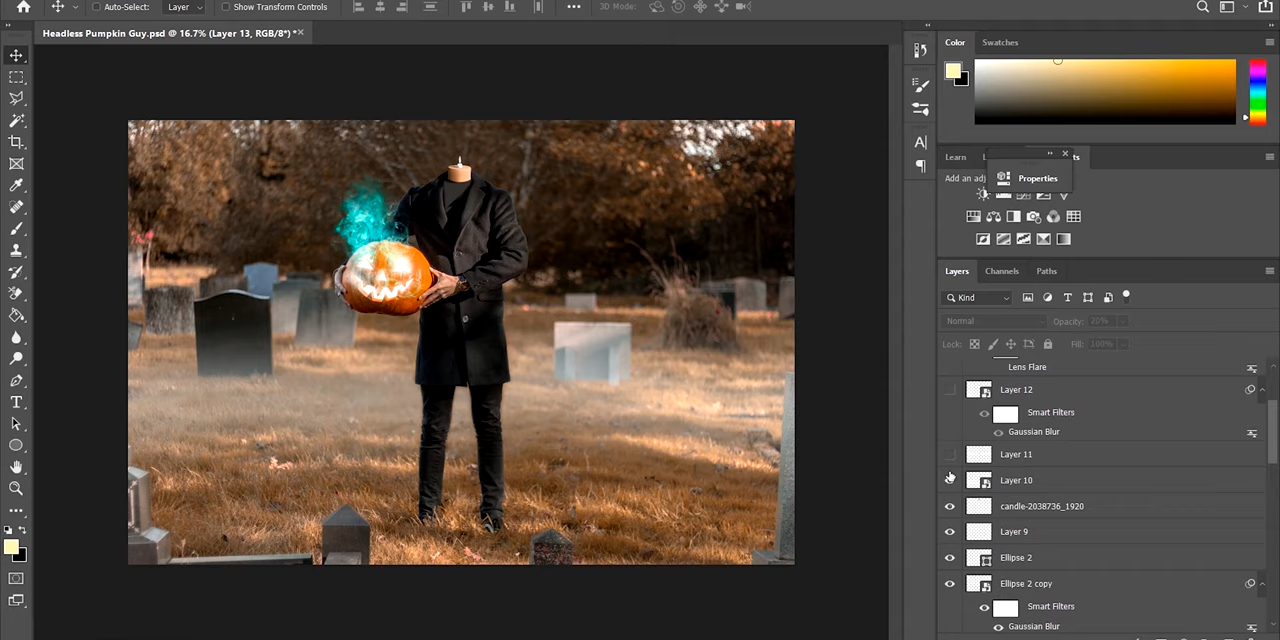 Auto-Select: Layer Show Transform Controls 3D Mode:
Headless Pumpkin Guy.psd @ 16.7% (Layer 13, RGB/8*) *
Color Swatches
Learn
Add an adj
Properties
Layers Channels Paths
Kind
Normal Opacity: 20%
Lock: Fill: 100%
Lens Flare
Layer 12
Smart Filters
Gaussian Blur
Layer 11
Layer 10
candle-2038736_1920
Layer 9
Ellipse 2
Ellipse 2 copy
Smart Filters
Gaussian Blur